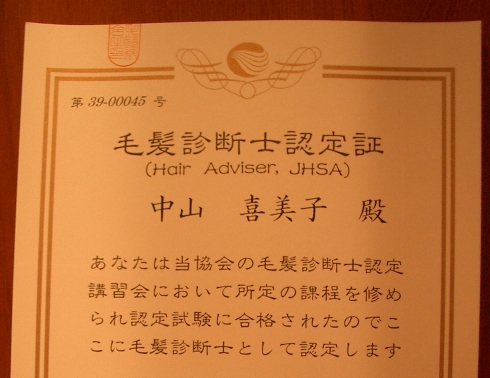 第 39-00045 号
毛髪診断士認定証
(Hair Adviser, JHSA)
中山 喜美子 殿
あなたは当協会の毛髪診断士認定
講習会において所定の課程を修め
られ認定試験に合格されたのでこ
こに毛髪診断士として認定します